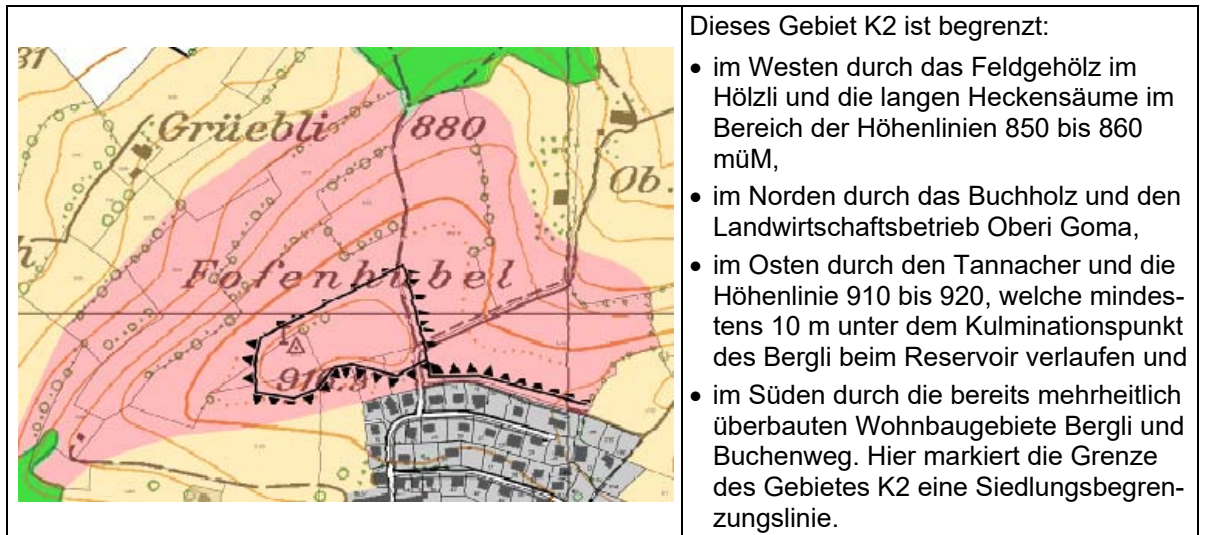 31
Grüebli
880
Ob.
h,
Fofenhubel
Dieses Gebiet K2 ist begrenzt:
• im Westen durch das Feldgehölz im
Hölzli und die langen Heckensäume im
Bereich der Höhenlinien 850 bis 860
müM,
• im Norden durch das Buchholz und den
Landwirtschaftsbetrieb Oberi Goma,
• im Osten durch den Tannacher und die
Höhenlinie 910 bis 920, welche mindes-
tens 10 m unter dem Kulminationspunkt
des Bergli beim Reservoir verlaufen und
• im Süden durch die bereits mehrheitlich
überbauten Wohnbaugebiete Bergli und
Buchenweg. Hier markiert die Grenze
des Gebietes K2 eine Siedlungsbegren-
zungslinie.